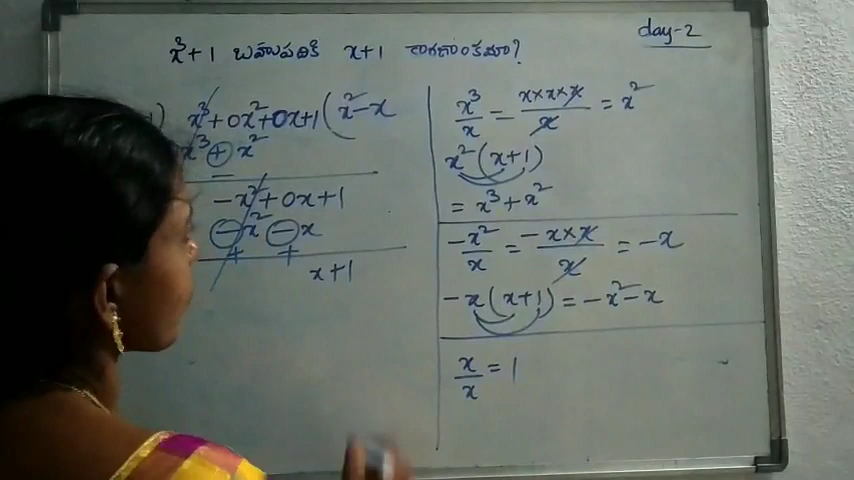 day-2
x³+1 బహుపదికి x+1 కారణాంకమా?
) x³+0x²+0x+1(x²-x
x³+x²
-
-x²+0x+1
-x²-x
+ +
x+1
x³/x = x×x×x/x = x²
x²(x+1)
= x³+x²
-x²/x = -x×x/x = -x
-x(x+1) = -x²-x
x/x = 1